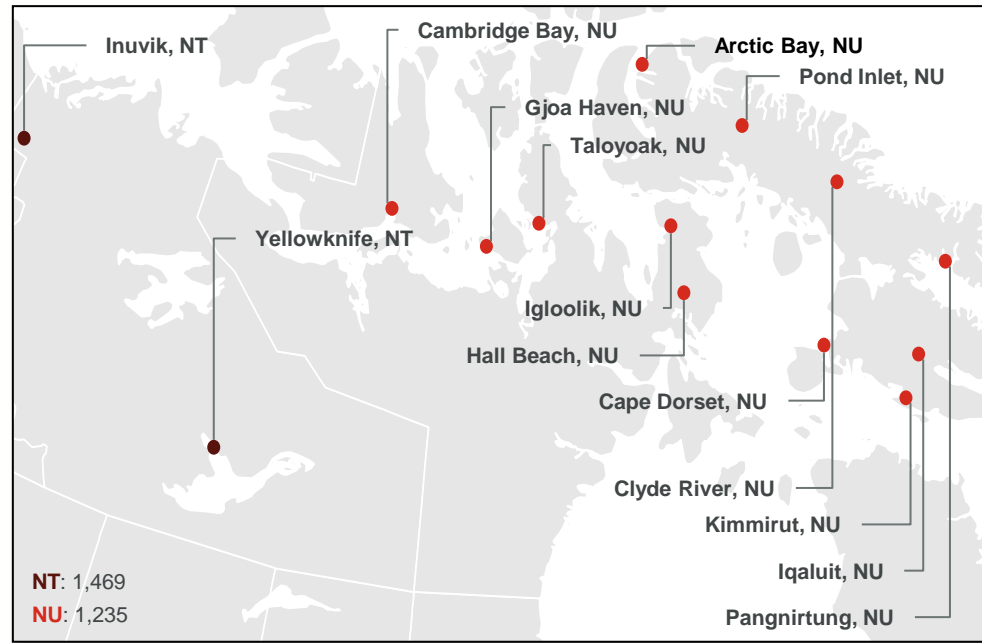 Inuvik, NT
Cambridge Bay, NU
Arctic Bay, NU
Pond Inlet, NU
Gjoa Haven, NU
Taloyoak, NU
Yellowknife, NT
Igloolik, NU
Hall Beach, NU
Cape Dorset, NU
Clyde River, NU
Kimmirut, NU
Iqaluit, NU
Pangnirtung, NU
NT: 1,469
NU: 1,235